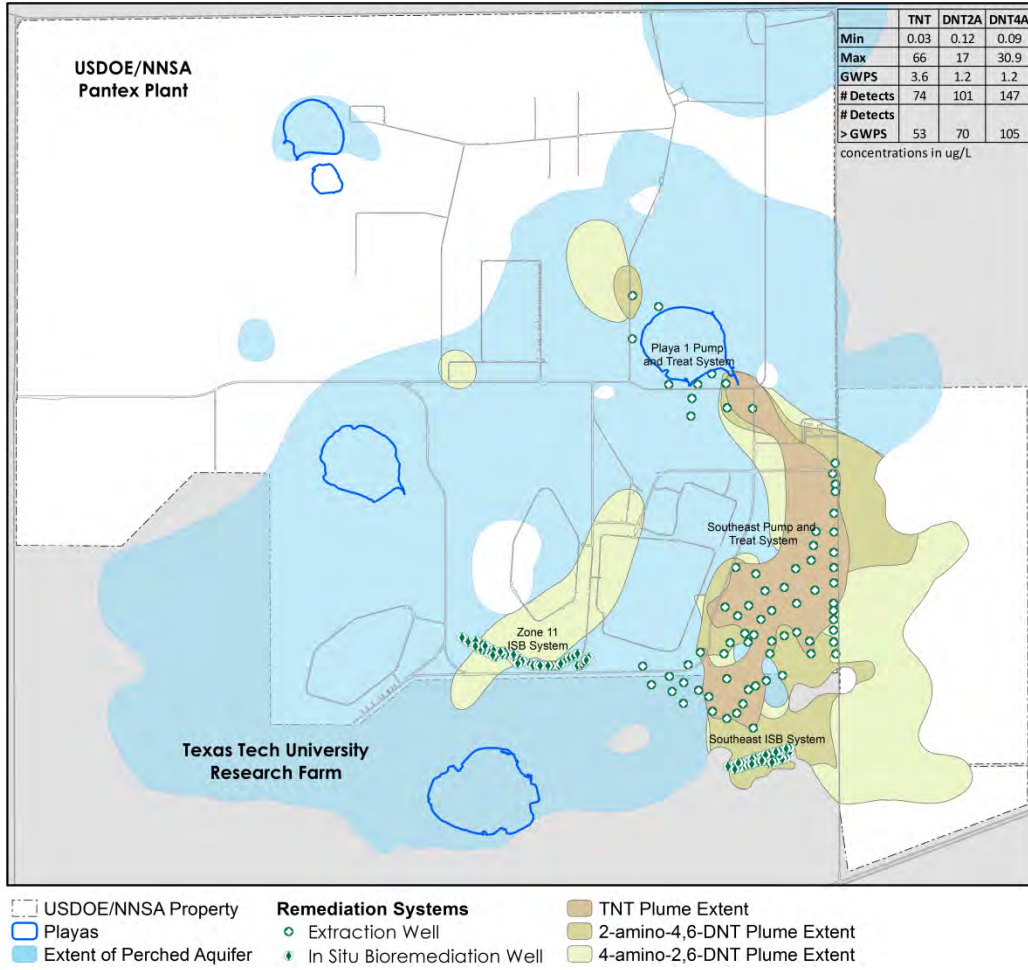 TNT DNT2A DNT4A
Min 0.03 0.12 0.09
Max 66 17 30.9
GWPS 3.6 1.2 1.2
# Detects 74 101 147
# Detects
> GWPS 53 70 105
concentrations in ug/L
USDOE/NNSA
Pantex Plant
Playa 1 Pump
and Treat System
Southeast Pump and
Treat System
Zone 11
ISB System
Southeast ISB System
Texas Tech University
Research Farm
USDOE/NNSA Property
Playas
Extent of Perched Aquifer
Remediation Systems
Extraction Well
In Situ Bioremediation Well
TNT Plume Extent
2-amino-4,6-DNT Plume Extent
4-amino-2,6-DNT Plume Extent